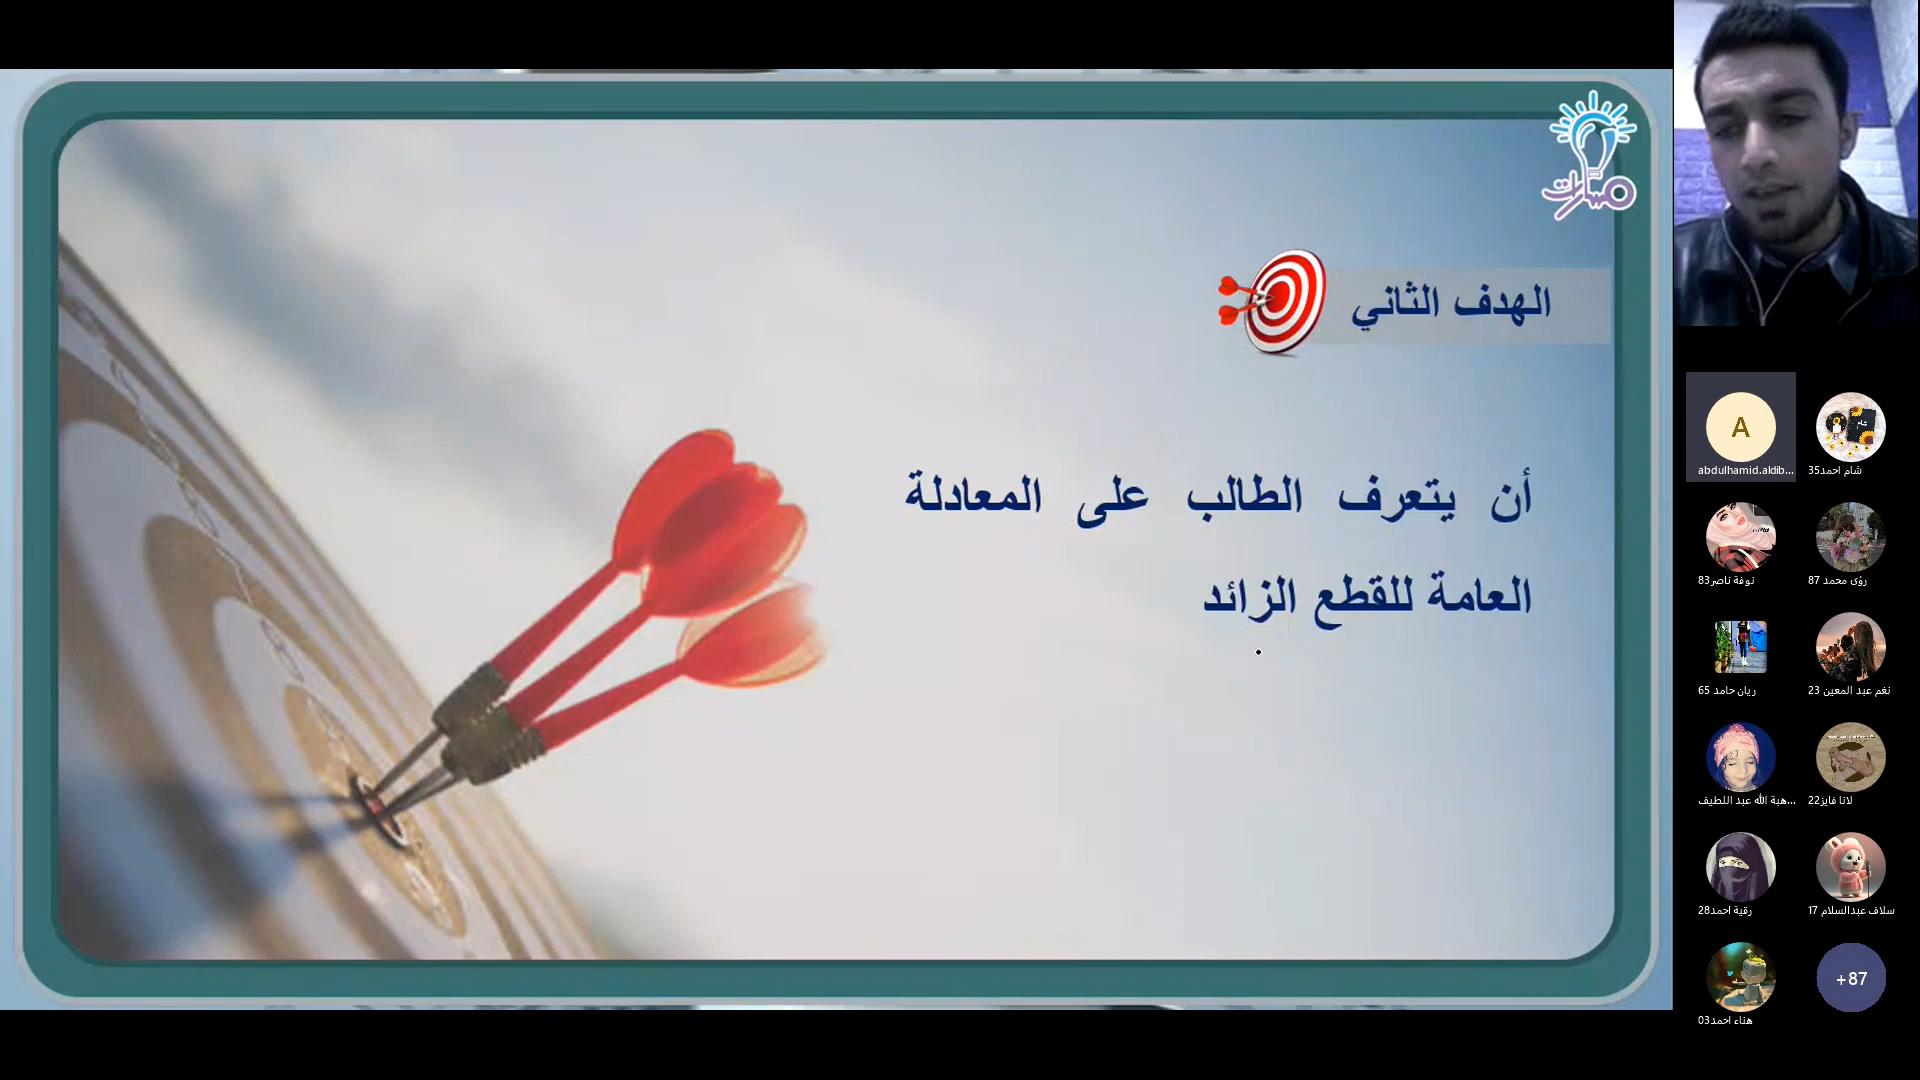 مسارات
الهدف الثاني
أن يتعرف الطالب على المعادلة
العامة للقطع الزائد
A
abdulhamid.aldib...
شام احمد35
نوفة ناصر83
رؤى محمد 87
ريان حامد 65
نغم عبد المعين 23
هبة الله عبد اللطيف...
لانا فايز22
رقية احمد28
سلاف عبدالسلام 17
هناء احمد03
+87